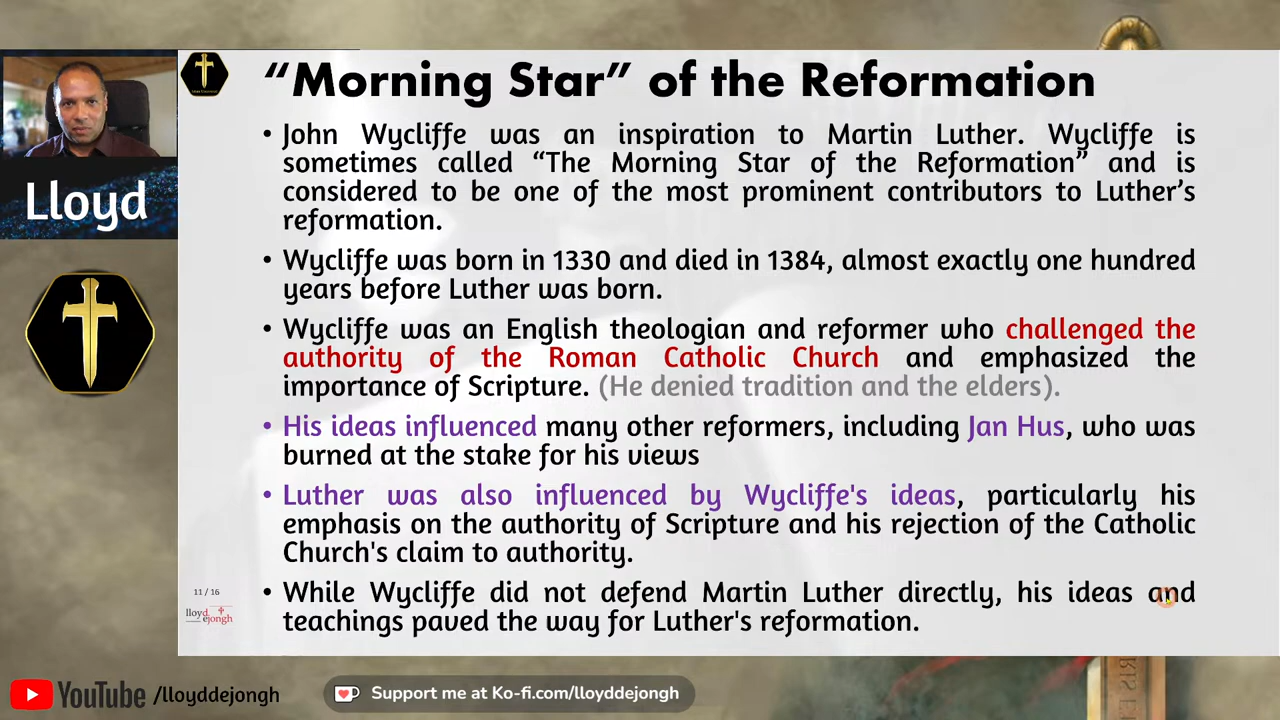 “Morning Star” of the Reformation
Lloyd
• John Wycliffe was an inspiration to Martin Luther. Wycliffe is
sometimes called “The Morning Star of the Reformation” and is
considered to be one of the most prominent contributors to Luther’s
reformation.
• Wycliffe was born in 1330 and died in 1384, almost exactly one hundred
years before Luther was born.
• Wycliffe was an English theologian and reformer who challenged the
authority of the Roman Catholic Church and emphasized the
importance of Scripture. (He denied tradition and the elders).
• His ideas influenced many other reformers, including Jan Hus, who was
burned at the stake for his views
• Luther was also influenced by Wycliffe's ideas, particularly his
emphasis on the authority of Scripture and his rejection of the Catholic
Church's claim to authority.
• While Wycliffe did not defend Martin Luther directly, his ideas and
teachings paved the way for Luther's reformation.
11 / 16
lloyd
ejongh
YouTube /lloyddejongh
Support me at Ko-fi.com/lloyddejongh